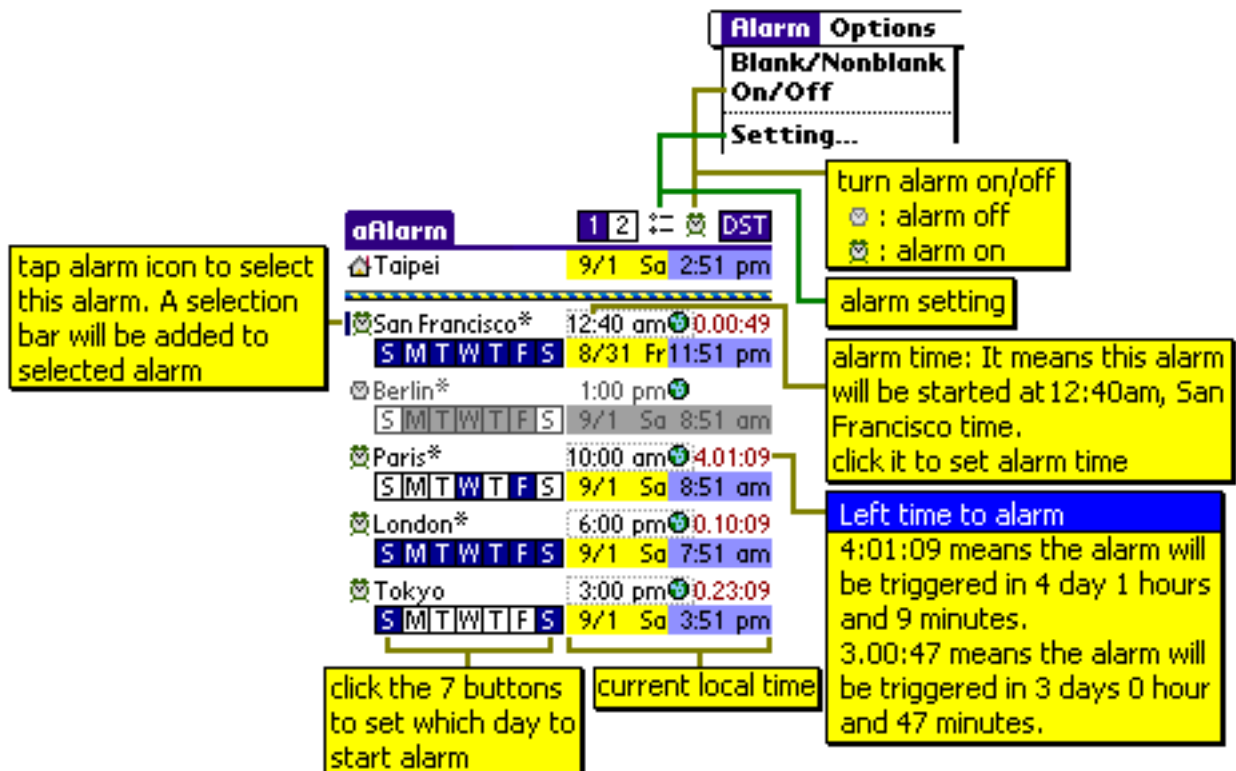 Alarm Options
Blank/Nonblank
On/Off
Setting...
turn alarm on/off
: alarm off
: alarm on
alarm setting
aAlarm 1 2 DST
Taipei 9/1 Sa 2:51 pm
tap alarm icon to select
this alarm. A selection
bar will be added to
selected alarm
San Francisco* 12:40 am 0.00:49
S M T W T F S 8/31 Fr 11:51 pm
Berlin* 1:00 pm
S M T W T F S 9/1 Sa 8:51 am
Paris* 10:00 am 4.01:09
S M T W T F S 9/1 Sa 8:51 am
London* 6:00 pm 0.10:09
S M T W T F S 9/1 Sa 7:51 am
Tokyo 3:00 pm 0.23:09
S M T W T F S 9/1 Sa 3:51 pm
alarm time: It means this alarm
will be started at 12:40am, San
Francisco time.
click it to set alarm time
Left time to alarm
4:01:09 means the alarm will
be triggered in 4 day 1 hours
and 9 minutes.
3.00:47 means the alarm will
be triggered in 3 days 0 hour
and 47 minutes.
click the 7 buttons
to set which day to
start alarm
current local time